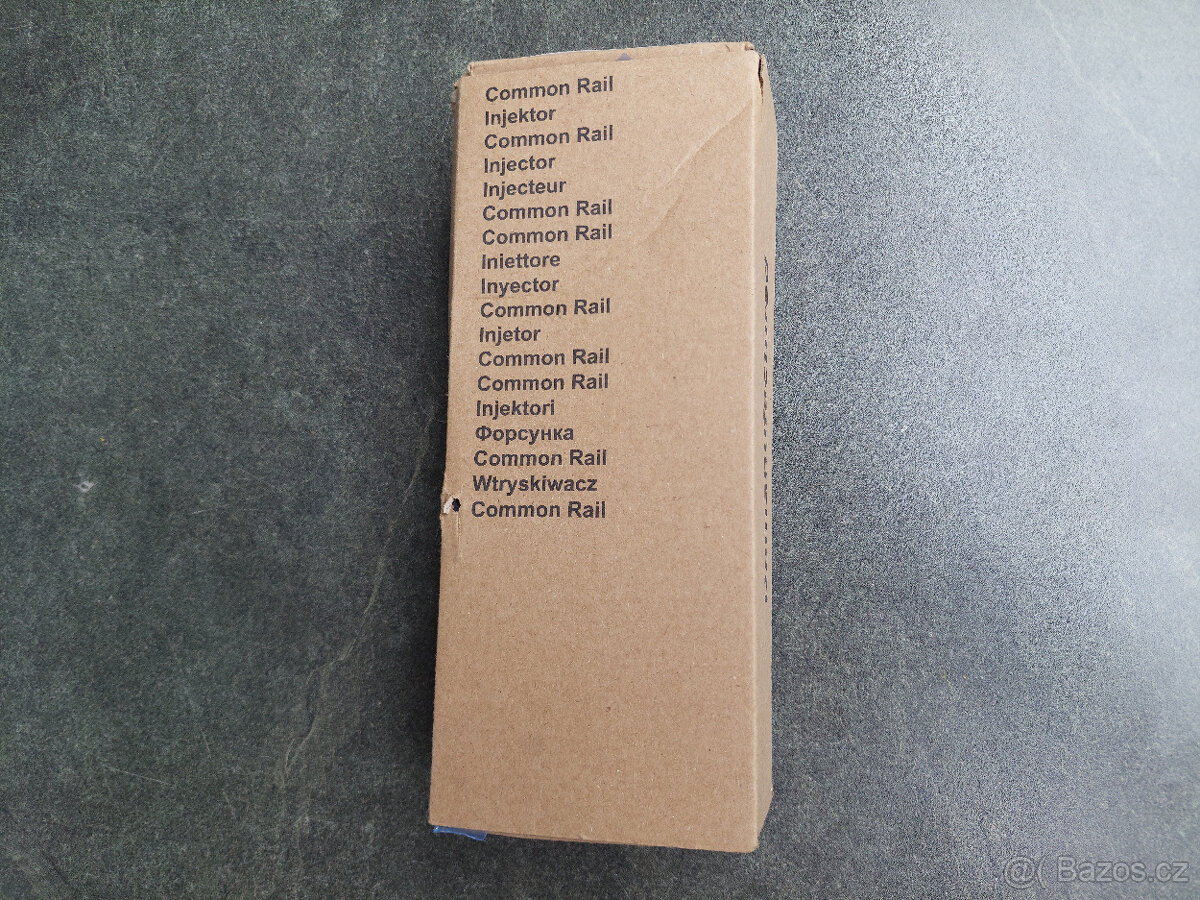 Common Rail
Injektor
Common Rail
Injector
Injecteur
Common Rail
Common Rail
Iniettore
Inyector
Common Rail
Injetor
Common Rail
Common Rail
Injektori
Форсунка
Common Rail
Wtryskiwacz
Common Rail
@( Bazos.cz